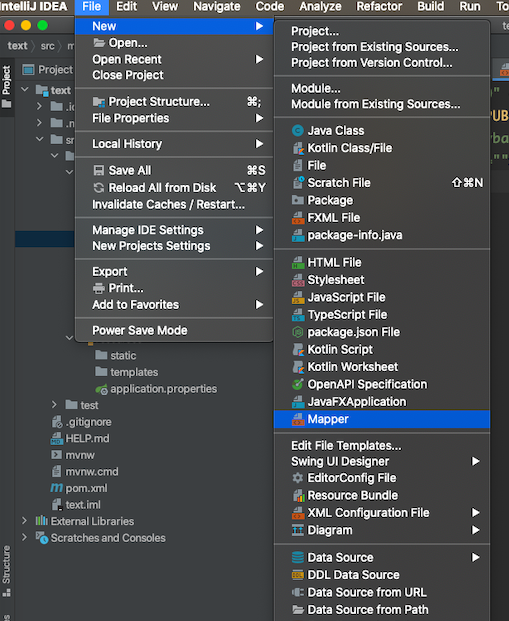 IntelliJ IDEA File Edit View Navigate Code Analyze Refactor Build Run
text src
Project
Project
text
.i
.n
sr
static
templates
application.properties
test
.gitignore
HELP.md
mvnw
mvnw.cmd
pom.xml
text.iml
External Libraries
Scratches and Consoles
Structure
New
Open...
Open Recent
Close Project
Project Structure... ⌘;
File Properties
Local History
Save All ⌘S
Reload All from Disk ⌥⌘Y
Invalidate Caches / Restart...
Manage IDE Settings
New Projects Settings
Export
Print...
Add to Favorites
Power Save Mode
Project...
Project from Existing Sources...
Project from Version Control...
Module...
Module from Existing Sources...
Java Class
Kotlin Class/File
File
Scratch File ⇧⌘N
Package
FXML File
package-info.java
HTML File
Stylesheet
JavaScript File
TypeScript File
package.json File
Kotlin Script
Kotlin Worksheet
OpenAPI Specification
JavaFXApplication
Mapper
Edit File Templates...
Swing UI Designer
EditorConfig File
Resource Bundle
XML Configuration File
Diagram
Data Source
DDL Data Source
Data Source from URL
Data Source from Path
PUB